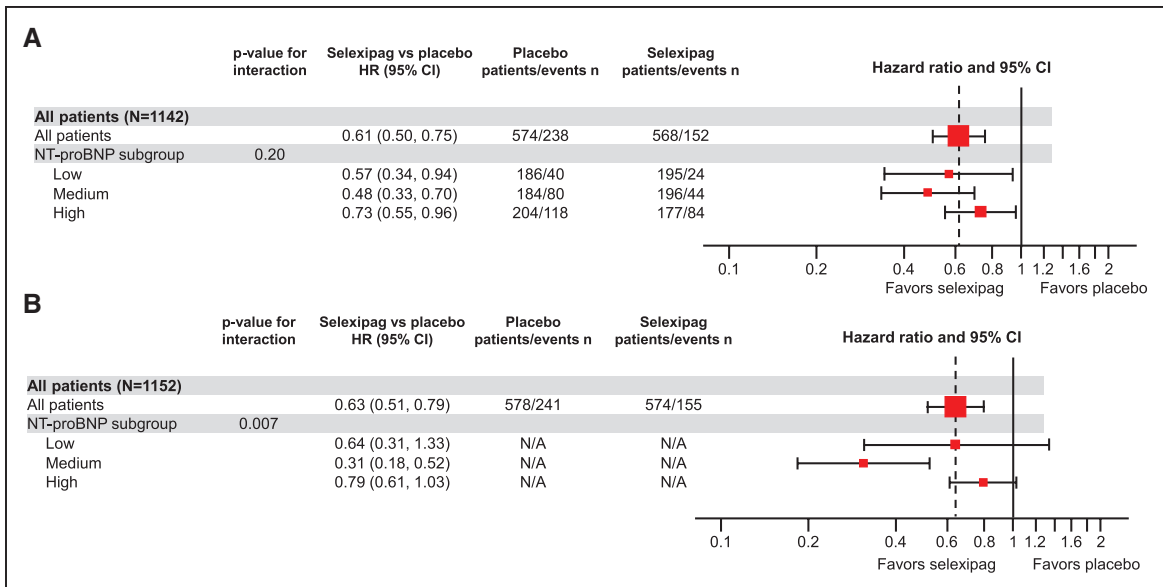 A
p-value for interaction Selexipag vs placebo HR (95% CI) Placebo patients/events n Selexipag patients/events n Hazard ratio and 95% CI
All patients (N=1142)
All patients 0.61 (0.50, 0.75) 574/238 568/152
NT-proBNP subgroup 0.20
Low 0.57 (0.34, 0.94) 186/40 195/24
Medium 0.48 (0.33, 0.70) 184/80 196/44
High 0.73 (0.55, 0.96) 204/118 177/84
0.1 0.2 0.4 0.6 0.8 1 1.2 1.6 2
Favors selexipag Favors placebo
B
p-value for interaction Selexipag vs placebo HR (95% CI) Placebo patients/events n Selexipag patients/events n Hazard ratio and 95% CI
All patients (N=1152)
All patients 0.63 (0.51, 0.79) 578/241 574/155
NT-proBNP subgroup 0.007
Low 0.64 (0.31, 1.33) N/A N/A
Medium 0.31 (0.18, 0.52) N/A N/A
High 0.79 (0.61, 1.03) N/A N/A
0.1 0.2 0.4 0.6 0.8 1 1.2 1.6 2
Favors selexipag Favors placebo